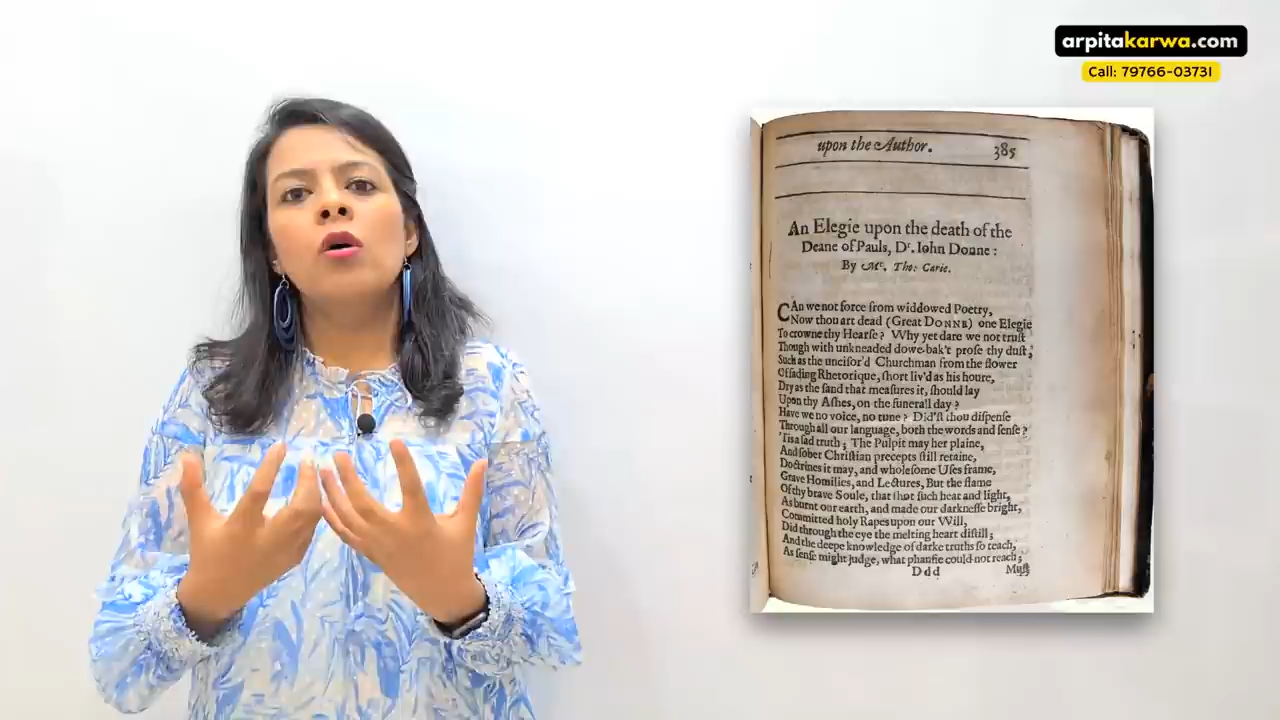 arpitakarwa.com
Call: 79766-03731
upon the Author. 385
An Elegie upon the death of the
Deane of Pauls, Dr. Iohn Donne:
By Mr. Tho: Carie.
CAn we not force from widdowed Poetry,
Now thou art dead (Great DONNE) one Elegie
To crowne thy Hearse? Why yet dare we not trust
Though with unkneaded dowe-bak't prose thy dust,
Such as the uncisor'd Churchman from the flower
Of fading Rhetorique, short liv'd as his houre,
Dry as the sand that measures it, should lay
Upon thy Ashes, on the funerall day?
Have we no voice, no tune? Did'st thou dispense
Through all our language, both the words and sense?
'Tis a sad truth; The Pulpit may her plaine,
And sober Christian precepts still retaine,
Doctrines it may, and wholesome Uses frame,
Grave Homilies, and Lectures, But the flame
Of thy brave Soule, that shot such heat and light,
As burnt our earth, and made our darknesse bright,
Committed holy Rapes upon our Will,
Did through the eye the melting heart distill;
And the deepe knowledge of darke truths so teach,
As sense might judge, what phansie could not reach;
Ddd Must